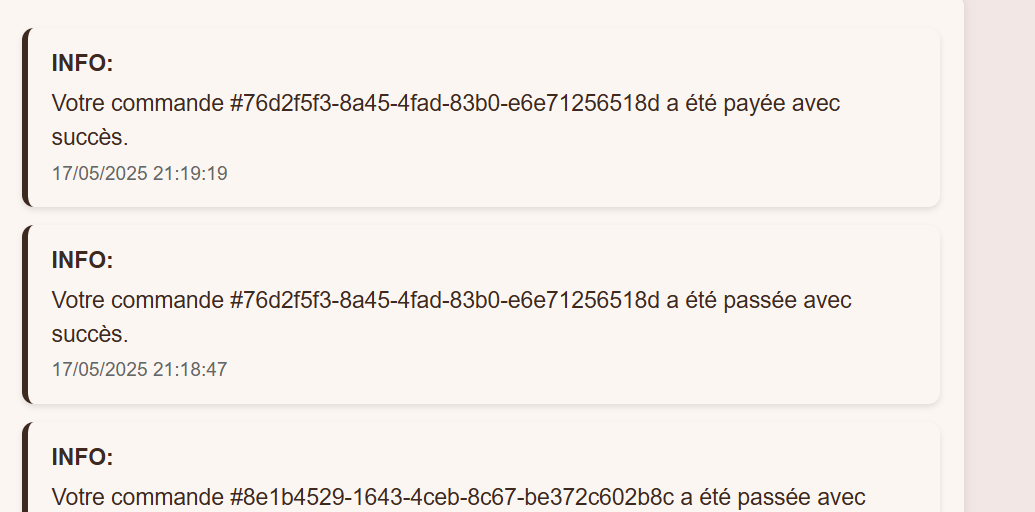 INFO:
Votre commande #76d2f5f3-8a45-4fad-83b0-e6e71256518d a été payée avec
succès.
17/05/2025 21:19:19
INFO:
Votre commande #76d2f5f3-8a45-4fad-83b0-e6e71256518d a été passée avec
succès.
17/05/2025 21:18:47
INFO:
Votre commande #8e1b4529-1643-4ceb-8c67-be372c602b8c a été passée avec